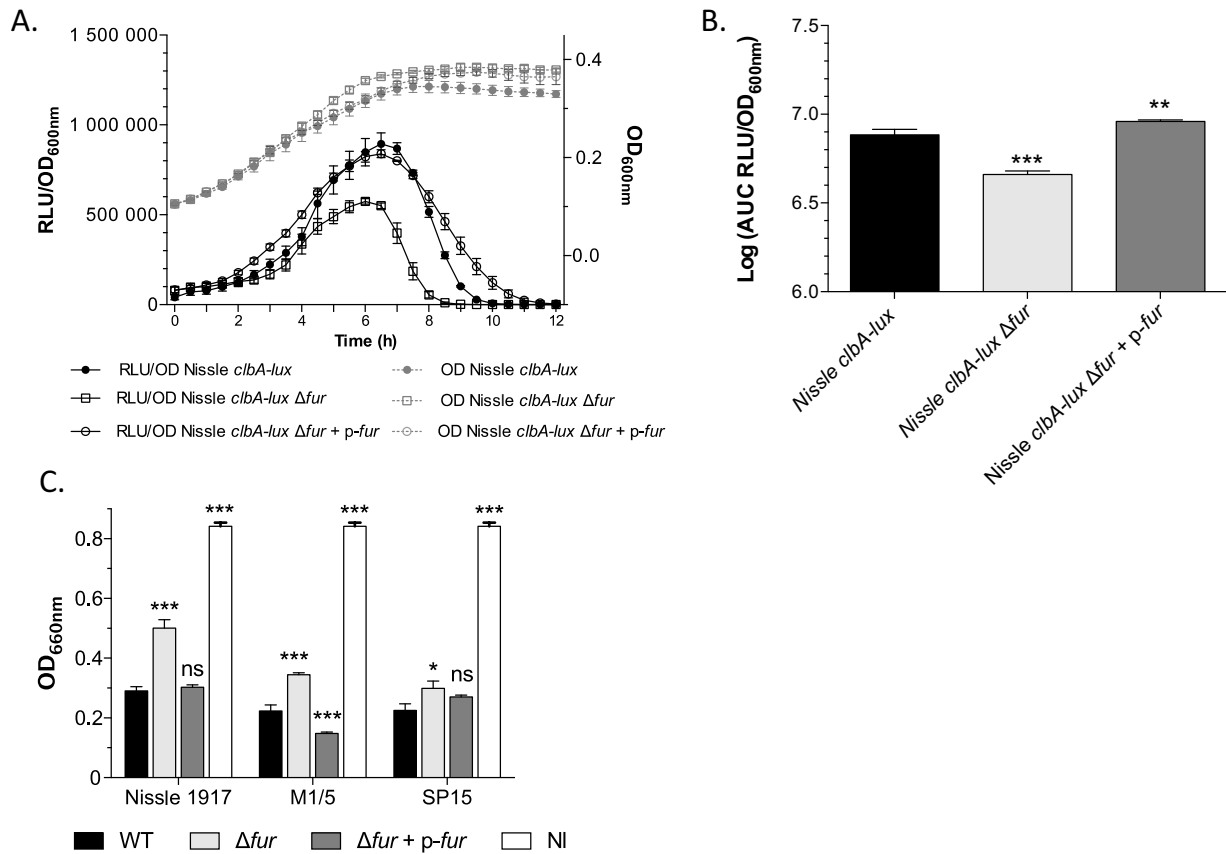 A.
1 500 000
1 000 000
500 000
0
RLU/OD600nm
0.4
0.2
0.0
OD600nm
0 2 4 6 8 10 12
Time (h)
RLU/OD Nissle clbA-lux
OD Nissle clbA-lux
RLU/OD Nissle clbA-lux Δfur
OD Nissle clbA-lux Δfur
RLU/OD Nissle clbA-lux Δfur + p-fur
OD Nissle clbA-lux Δfur + p-fur
B.
7.5
7.0
6.5
6.0
Log (AUC RLU/OD600nm)
***
**
Nissle clbA-lux
Nissle clbA-lux Δfur
Nissle clbA-lux Δfur + p-fur
C.
0.8
0.6
0.4
0.2
0
OD660nm
*** *** ***
*** ns
*** ***
* ns
Nissle 1917 M1/5 SP15
WT Δfur Δfur + p-fur NI